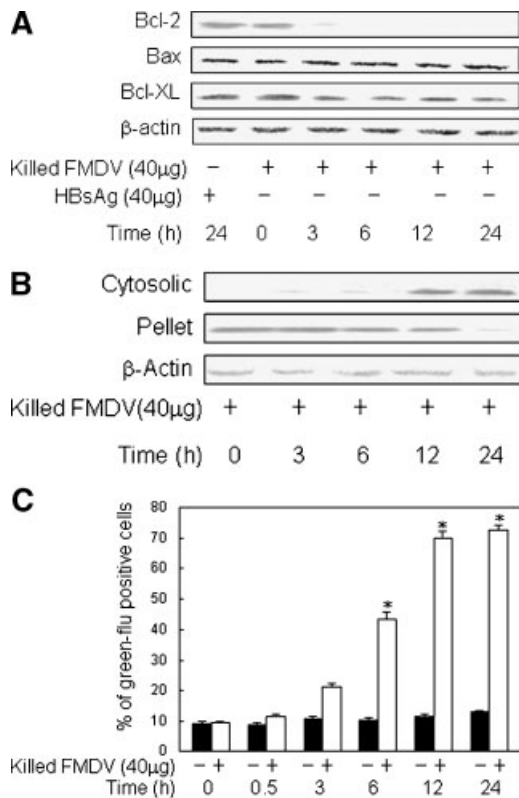 A
Bcl-2
Bax
Bcl-XL
β-actin
Killed FMDV (40μg) – + + + + +
HBsAg (40μg) + – – – – –
Time (h) 24 0 3 6 12 24
B
Cytosolic
Pellet
β-Actin
Killed FMDV(40μg) + + + + +
Time (h) 0 3 6 12 24
C
% of green-flu positive cells
80
70
60
50
40
30
20
10
0
* * *
Killed FMDV (40μg) – + – + – + – + – + – +
Time (h) 0 0.5 3 6 12 24